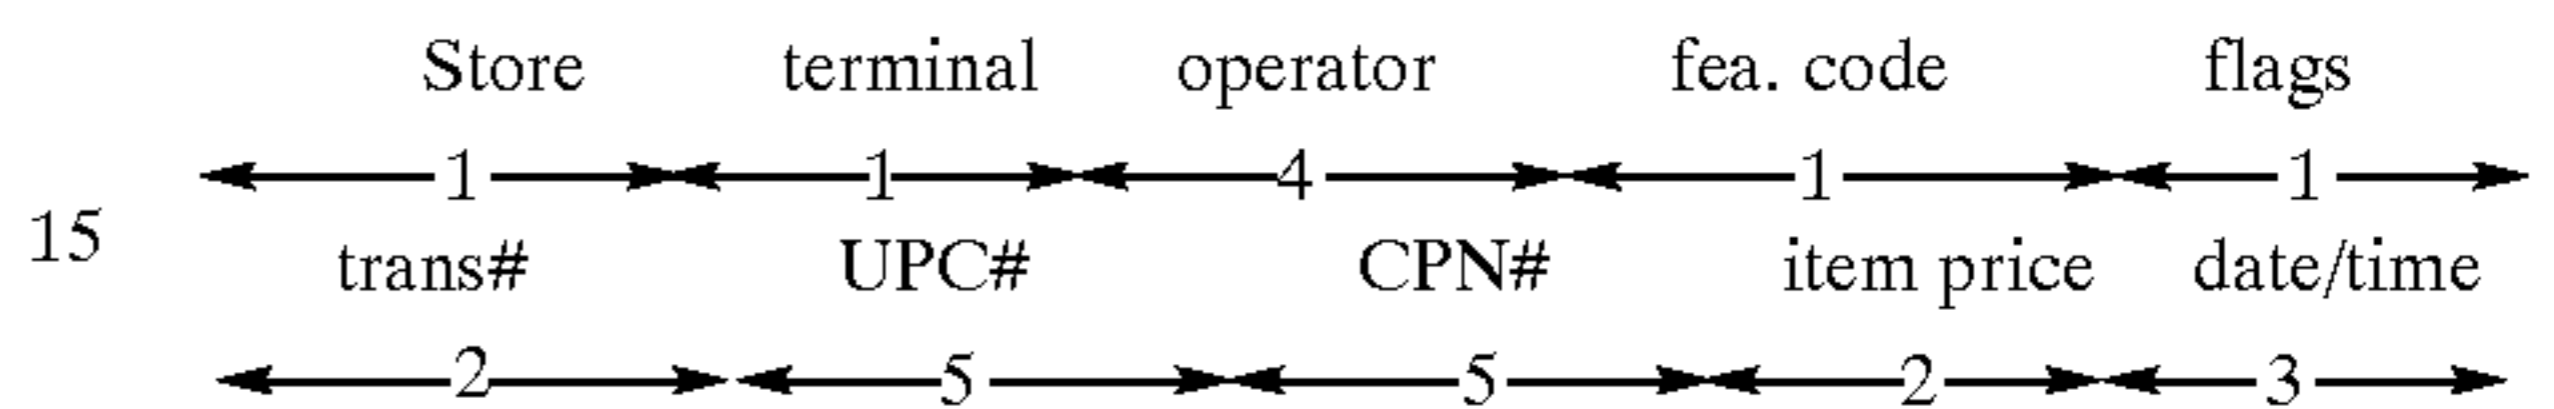 Store terminal operator fea. code flags
1 1 4 1 1
15
trans# UPC# CPN# item price date/time
2 5 5 2 3